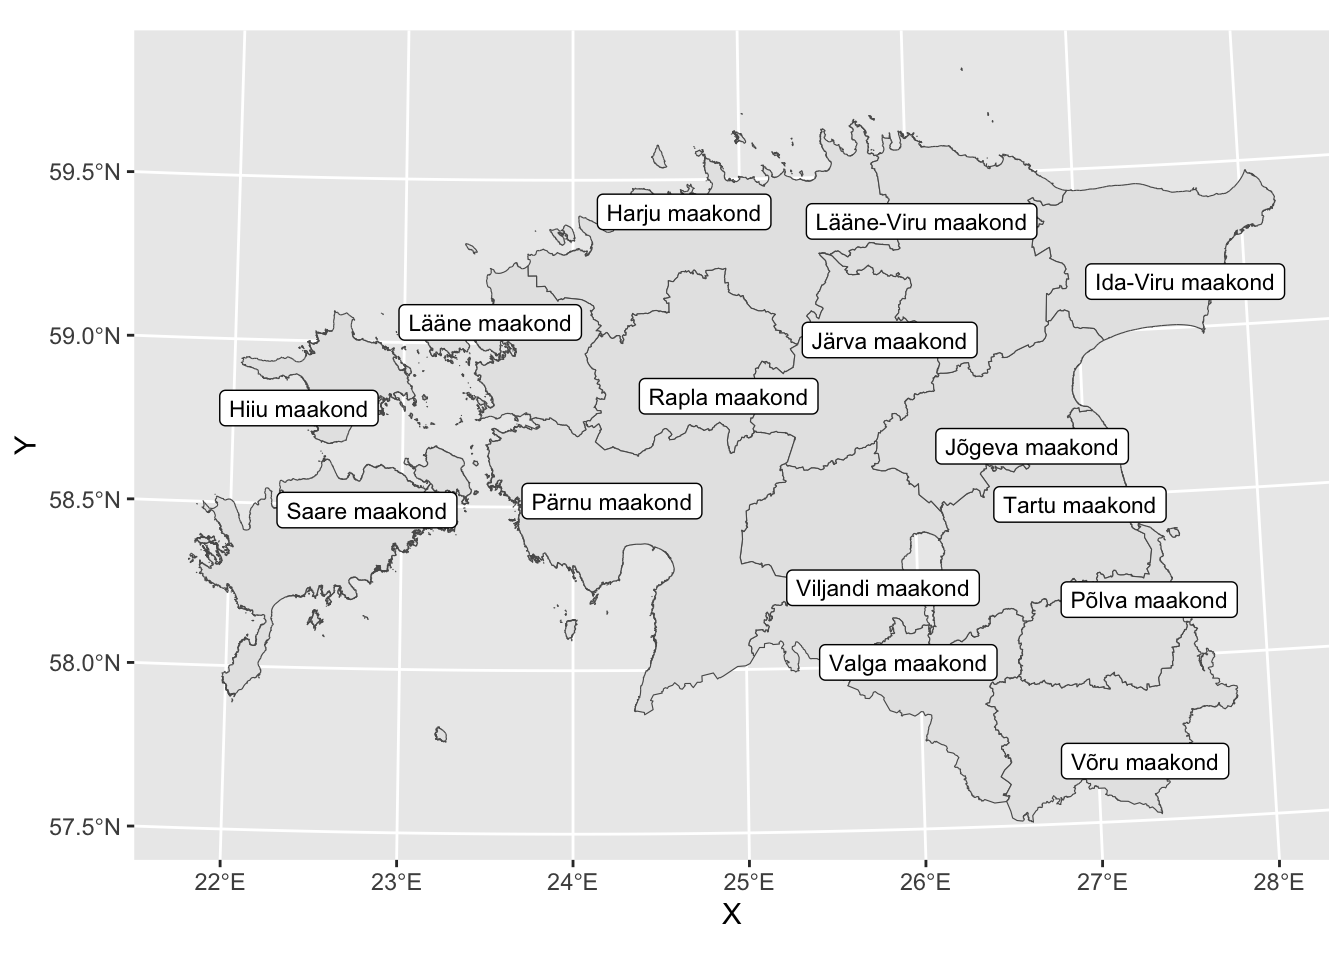 59.5°N
59.0°N
58.5°N
58.0°N
57.5°N
Y
Harju maakond
Lääne-Viru maakond
Ida-Viru maakond
Lääne maakond
Järva maakond
Rapla maakond
Hiiu maakond
Jõgeva maakond
Pärnu maakond
Tartu maakond
Saare maakond
Viljandi maakond
Põlva maakond
Valga maakond
Võru maakond
22°E
23°E
24°E
25°E
26°E
27°E
28°E
X